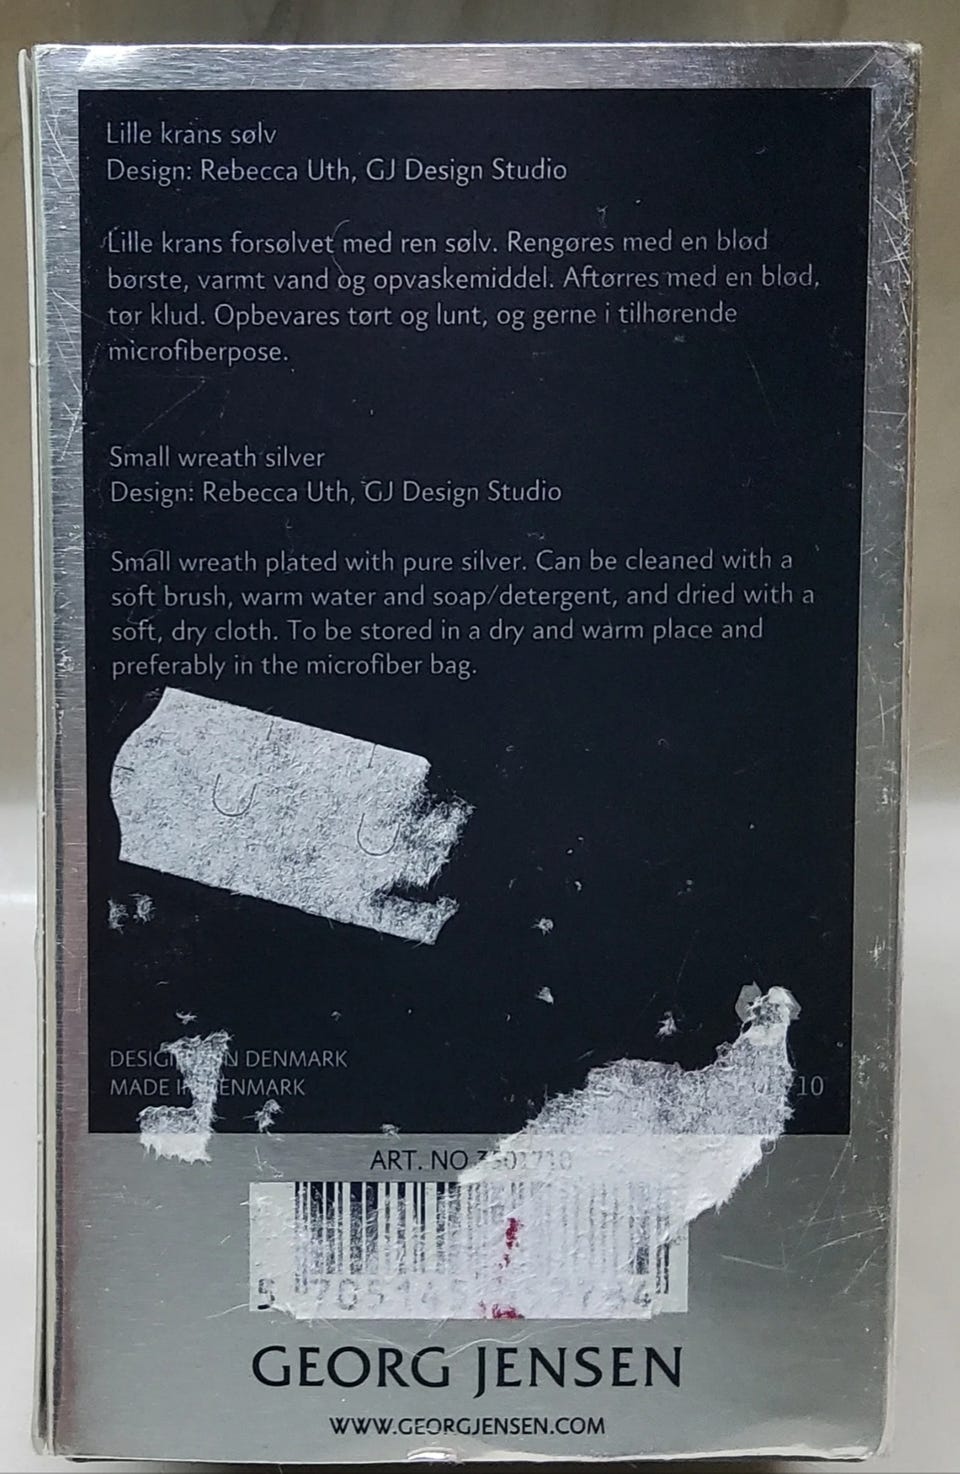 Lille krans sølv
Design: Rebecca Uth, GJ Design Studio
Lille krans forsølvet med ren sølv. Rengøres med en blød
børste, varmt vand og opvaskemiddel. Aftørres med en blød,
tør klud. Opbevares tørt og lunt, og gerne i tilhørende
microfiberpose.
Small wreath silver
Design: Rebecca Uth, GJ Design Studio
Small wreath plated with pure silver. Can be cleaned with a
soft brush, warm water and soap/detergent, and dried with a
soft, dry cloth. To be stored in a dry and warm place and
preferably in the microfiber bag.
DENMARK
MADE
10
ART. NO
GEORG JENSEN
WWW.GEORGJENSEN.COM